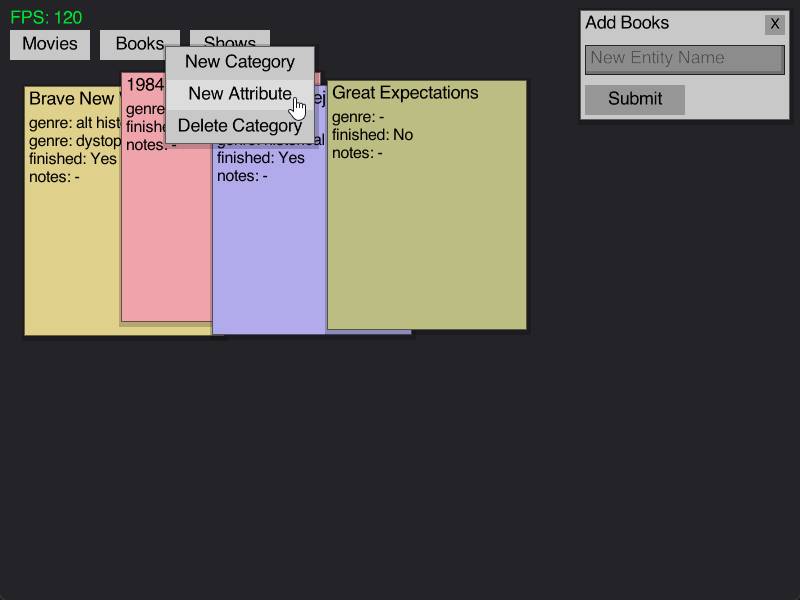 FPS: 120
Movies
Books
Shows
New Category
New Attribute
Delete Category
Brave New
genre: alt hist
genre: dystop
finished: Yes
notes: -
1984
genre
finishe
notes: -
genre: historical
finished: Yes
notes: -
Great Expectations
genre: -
finished: No
notes: -
Add Books
X
New Entity Name
Submit